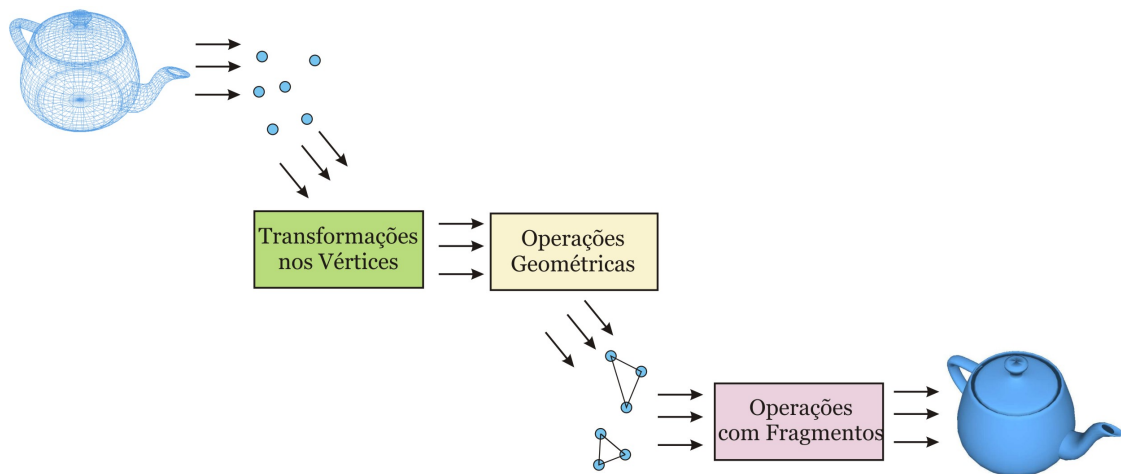 Transformações
nos Vértices
Operações
Geométricas
Operações
com Fragmentos